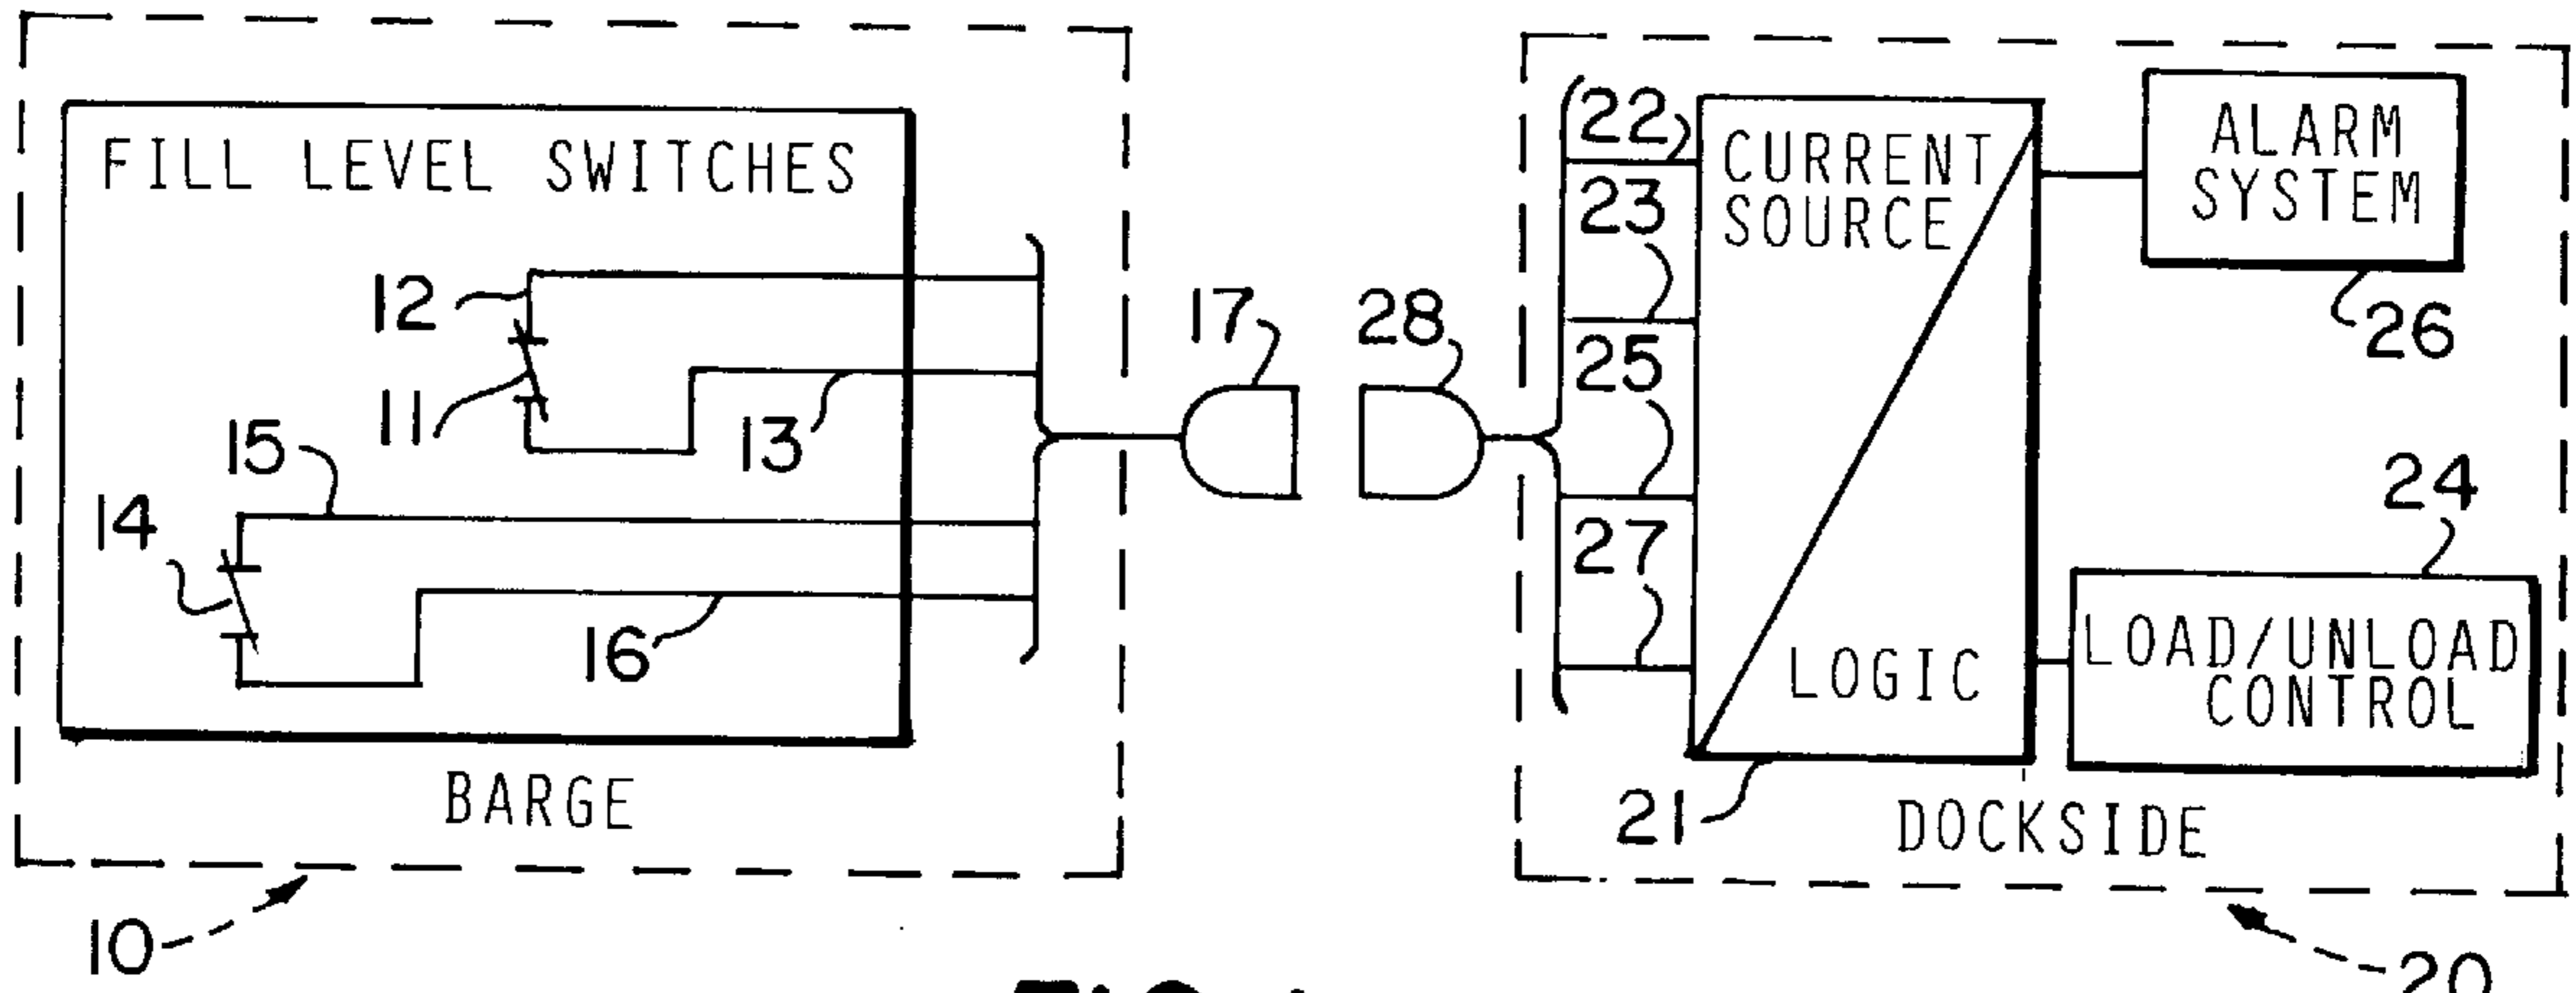 FILL LEVEL SWITCHES
12
11
13
15
14
16
BARGE
10
17
28
22
23
25
27
CURRENT
SOURCE
LOGIC
21
ALARM
SYSTEM
26
24
LOAD/UNLOAD
CONTROL
DOCKSIDE
20